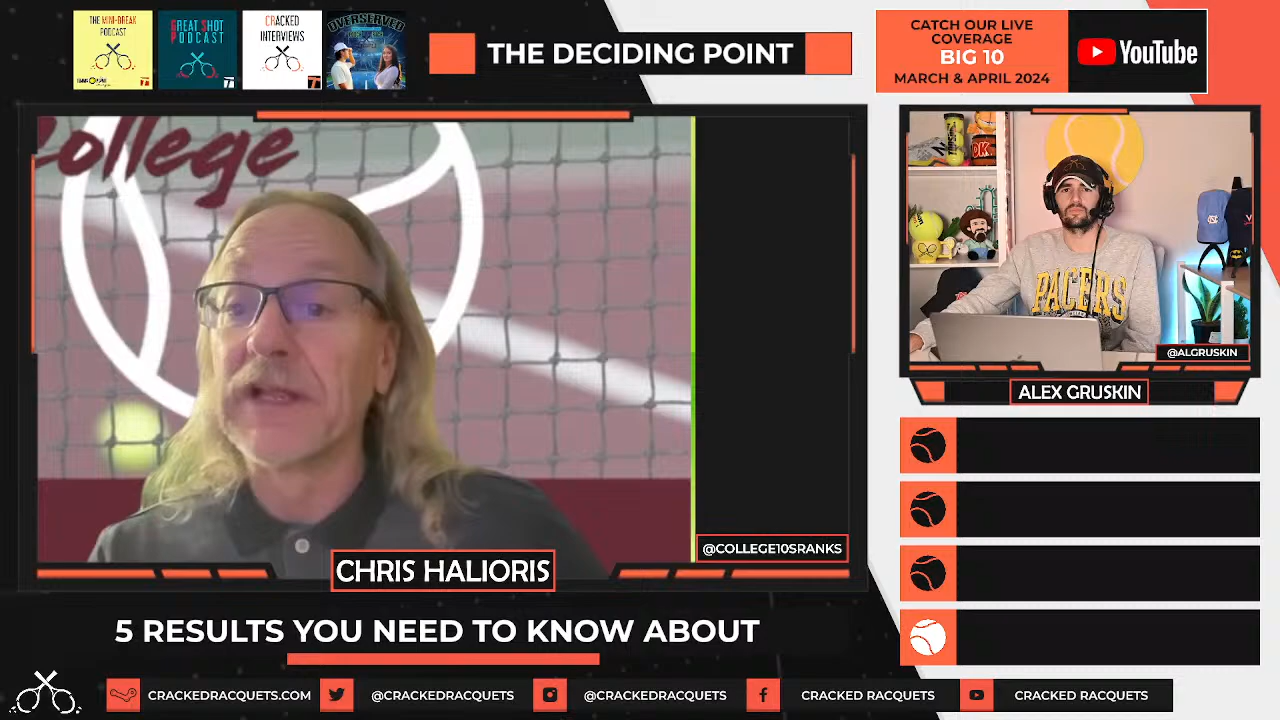 THE MINI-BREAK
PODCAST
GREAT SHOT
PODCAST
CRACKED
INTERVIEWS
OVERSERVED
THE DECIDING POINT
CATCH OUR LIVE
COVERAGE
BIG 10
MARCH & APRIL 2024
YouTube
College
PACERS
@ALGRUSKIN
ALEX GRUSKIN
@COLLEGE10SRANKS
CHRIS HALIORIS
5 RESULTS YOU NEED TO KNOW ABOUT
CRACKEDRACQUETS.COM
@CRACKEDRACQUETS
@CRACKEDRACQUETS
CRACKED RACQUETS
CRACKED RACQUETS